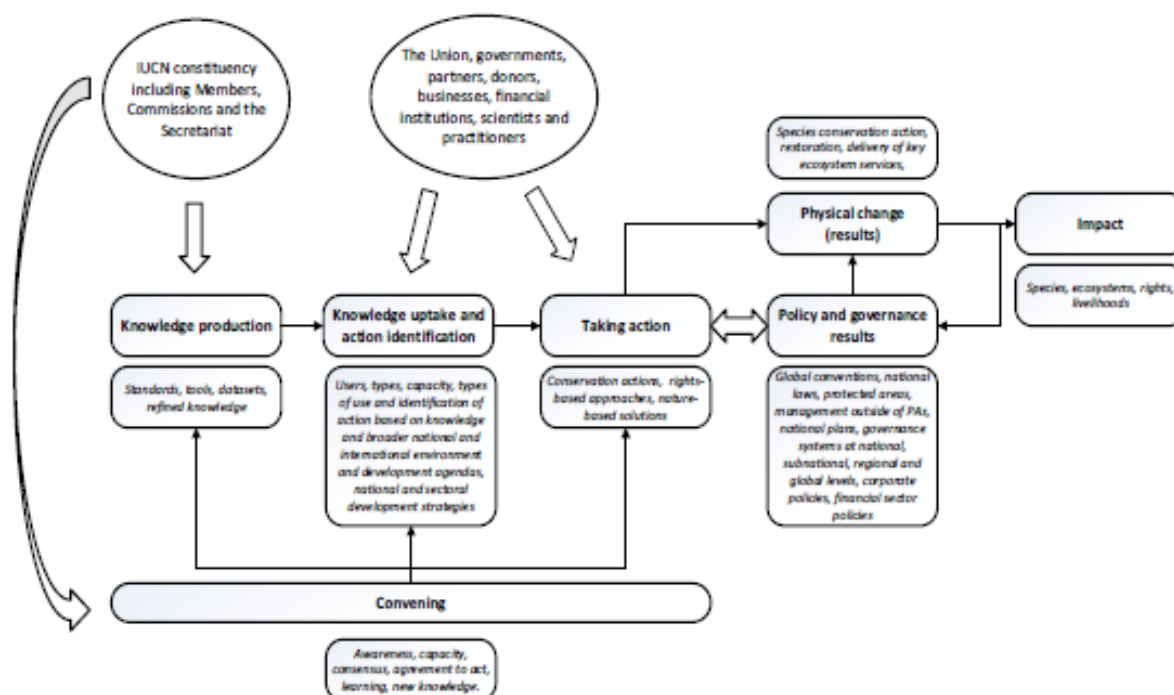 IUCN constituency
including Members,
Commissions and the
Secretariat
The Union, governments,
partners, donors,
businesses, financial
institutions, scientists and
practitioners
Species conservation action,
restoration, delivery of key
ecosystem services,
Physical change
(results)
Impact
Species, ecosystems, rights,
livelihoods
Knowledge production
Knowledge uptake and
action identification
Taking action
Policy and governance
results
Standards, tools, datasets,
refined knowledge
Users, types, capacity, types
of use and identification of
action based on knowledge
and broader national and
international environment
and development agendas,
national and sectoral
development strategies
Conservation actions, rights-
based approaches, nature-
based solutions
Global conventions, national
laws, protected areas,
management outside of PAs,
national plans, governance
systems at national,
subnational, regional and
global levels, corporate
policies, financial sector
policies
Convening
Awareness, capacity,
consensus, agreement to act,
learning, new knowledge.